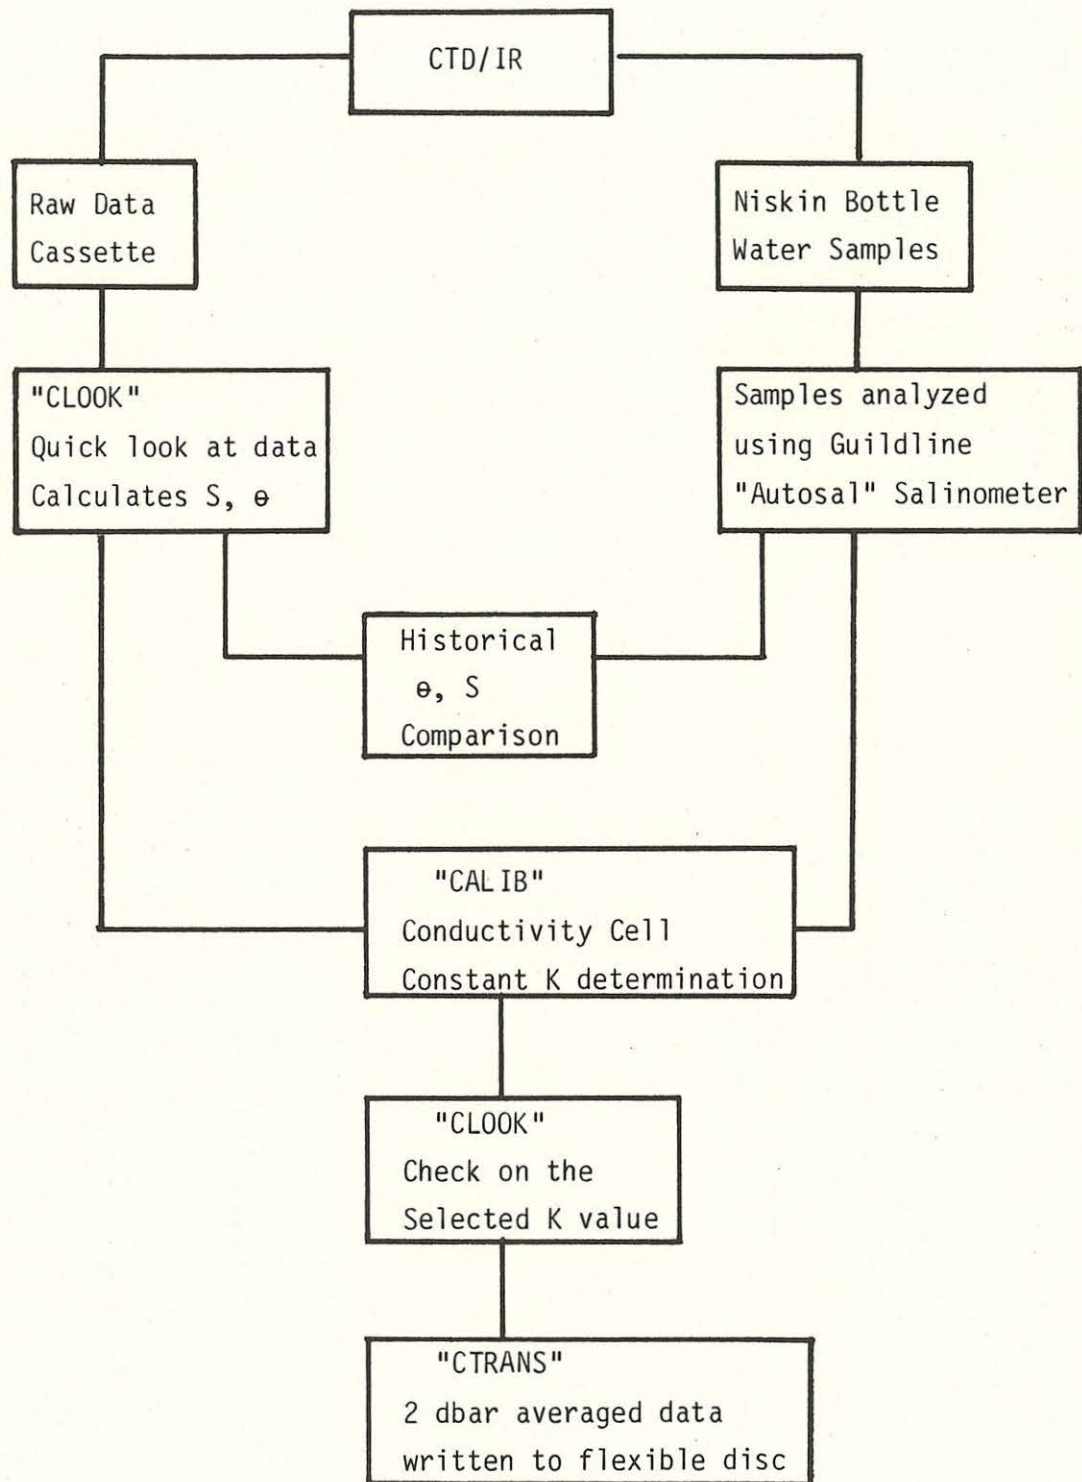 CTD/IR
Raw Data
Cassette
Niskin Bottle
Water Samples
"CLOOK"
Quick look at data
Calculates S, ɵ
Samples analyzed
using Guildline
"Autosal" Salinometer
Historical
ɵ, S
Comparison
"CALIB"
Conductivity Cell
Constant K determination
"CLOOK"
Check on the
Selected K value
"CTRANS"
2 dbar averaged data
written to flexible disc